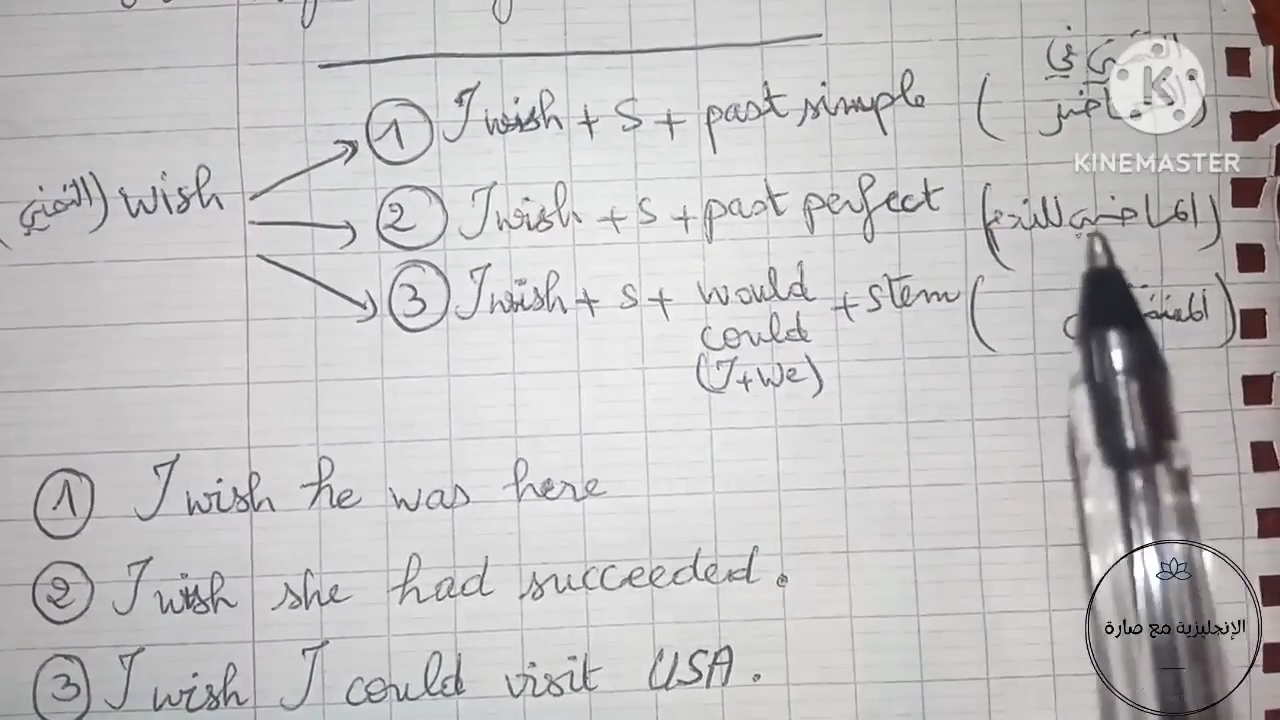 ① I wish + S + past simple ( في
KINEMASTER
(التمني) wish
② I wish + S + past perfect (الماضي للندم)
③ I wish + S + would + stem (
could
(I + We)
① I wish he was here
② I wish she had succeeded.
الإنجليزية مع صارة
③ I wish I could visit USA.